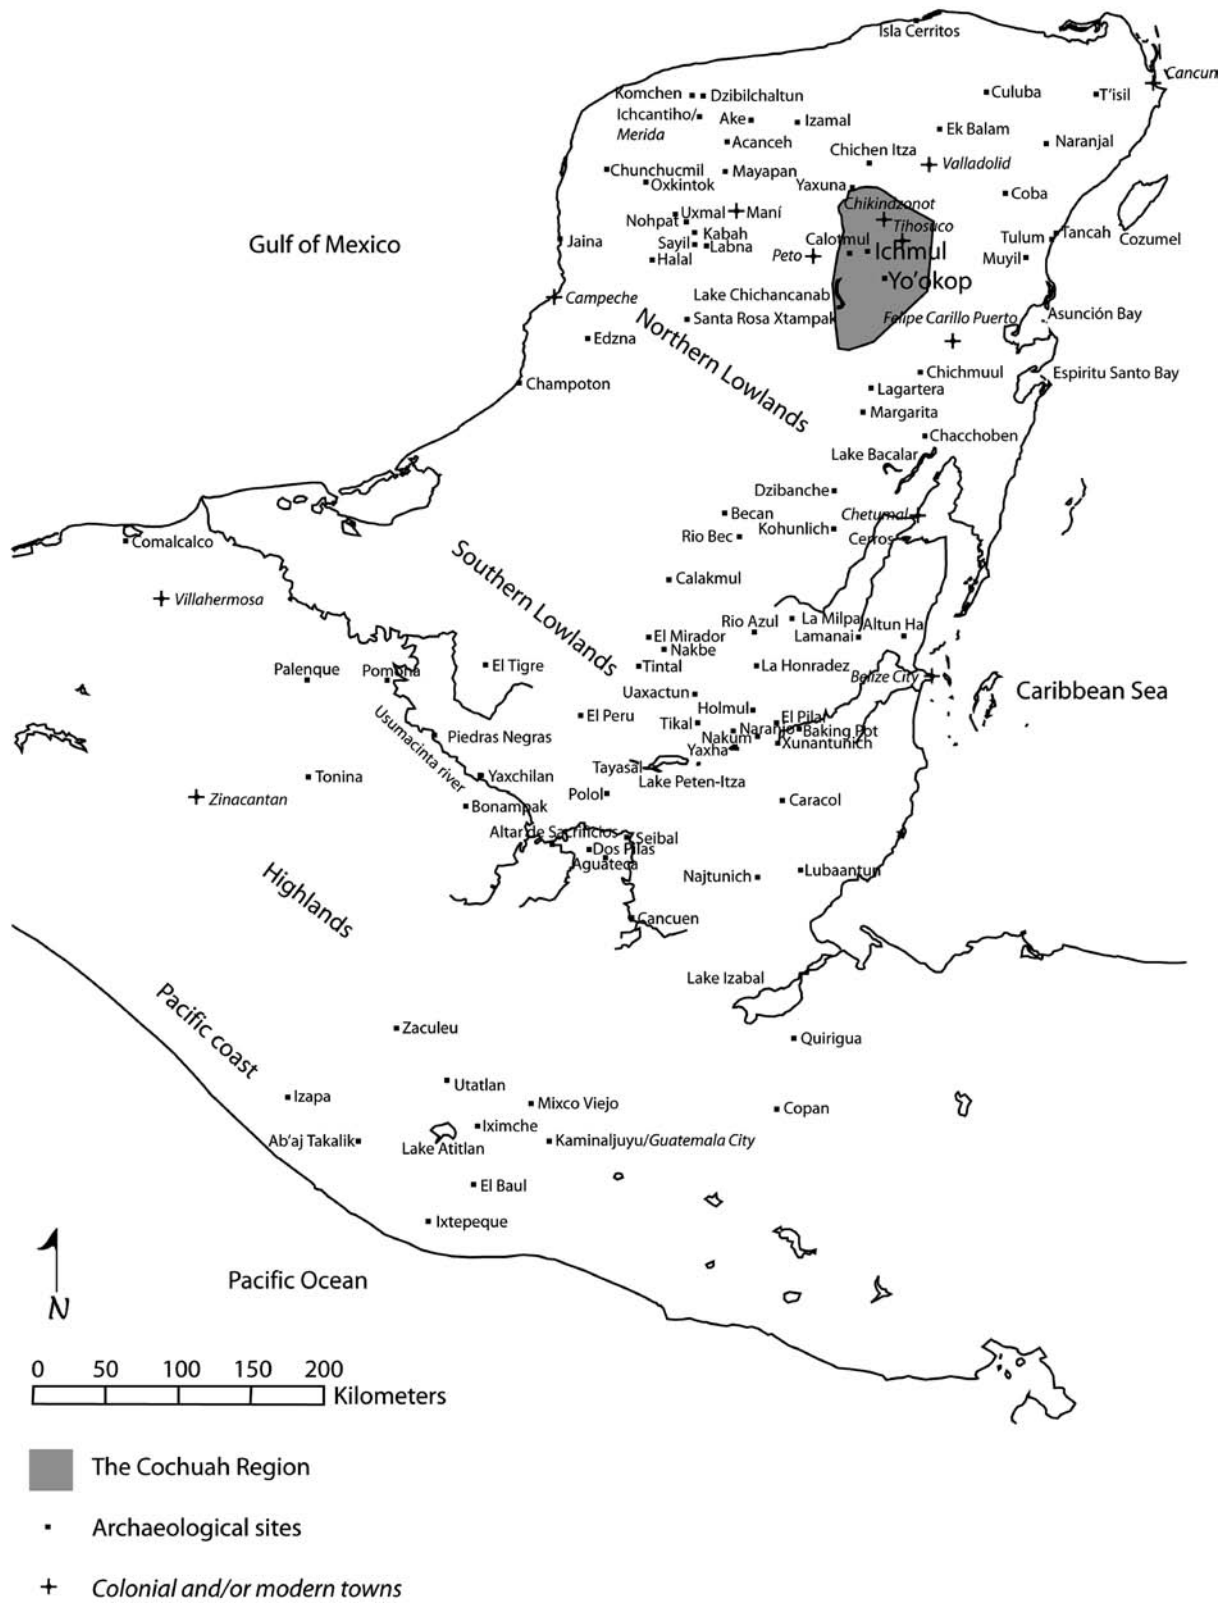 Isla Cerritos
Cancun
Komchen
Dzibilchaltun
Culuba
T'isil
Ichcantiho/
Merida
Ake
Izamal
Ek Balam
Acanceh
Naranjal
Chichen Itza
Valladolid
Chunchucmil
Mayapan
Oxkintok
Yaxuna
Coba
Chikindzonot
Uxmal
Maní
Nohpat
Tihosuco
Kabah
Tancah
Cozumel
Gulf of Mexico
Jaina
Sayil
Labna
Calotmul
Tulum
Halal
Peto
Ichmul
Muyil
Yo'okop
Lake Chichancanab
Campeche
Santa Rosa Xtampak
Felipe Carillo Puerto
Asunción Bay
Edzna
Northern Lowlands
Chichmuul
Espiritu Santo Bay
Champoton
Lagartera
Margarita
Chacchoben
Lake Bacalar
Dzibanche
Becan
Chetumal
Kohunlich
Rio Bec
Cerros
Comalcalco
Southern Lowlands
Calakmul
Villahermosa
Rio Azul
La Milpa
Altun Ha
El Mirador
Lamanai
Nakbe
El Tigre
Tintal
La Honradez
Palenque
Pomona
Belize City
Caribbean Sea
Uaxactun
Holmul
El Peru
El Pilar
Tikal
Naranjo
Baking Pot
Nakum
Xunantunich
Usumacinta river
Piedras Negras
Yaxha
Tayasal
Lake Peten-Itza
Tonina
Yaxchilan
Polol
Caracol
Zinacantan
Bonampak
Altar de Sacrificios
Seibal
Dos Pilas
Aguateca
Lubaantun
Najtunich
Highlands
Cancuen
Lake Izabal
Pacific coast
Zaculeu
Quirigua
Utatlan
Izapa
Mixco Viejo
Copan
Iximche
Ab'aj Takalik
Lake Atitlan
Kaminaljuyu/Guatemala City
El Baul
Ixtepeque
Pacific Ocean
N
0 50 100 150 200
Kilometers
The Cochuah Region
Archaeological sites
Colonial and/or modern towns